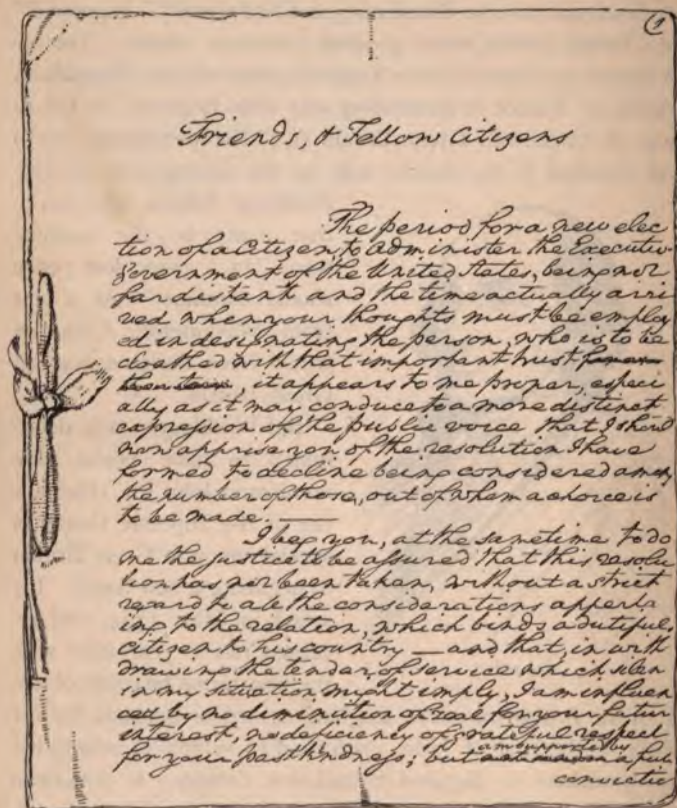 1
Friends, & Fellow Citizens
The period for a new elec
tion of a Citizen, to administer the Executive
Government of the United States, being not
far distant and the time actually arri
ved when your thoughts must be employ
ed in designating the person, who is to be
cloathed with that important trust
, it appears to me proper, especi
ally as it may conduce to a more distinct
expression of the public voice that I should
now apprise you of the resolution I have
formed to decline being considered among
the number of those, out of whom a choice is
to be made. —
I beg you, at the sametime to do
me the justice to be assured that this resolu
tion has not been taken, without a strict
regard to all the considerations apperta
ing to the relation, which binds a dutiful
Citizen to his country — and that, in with
drawing the tender of service which silen
in my situation might imply, I am influen
ced by no diminution of zeal for your futur
interest, no deficiency of grateful respect
for your past kindness; but
am supported by
a full
convictio